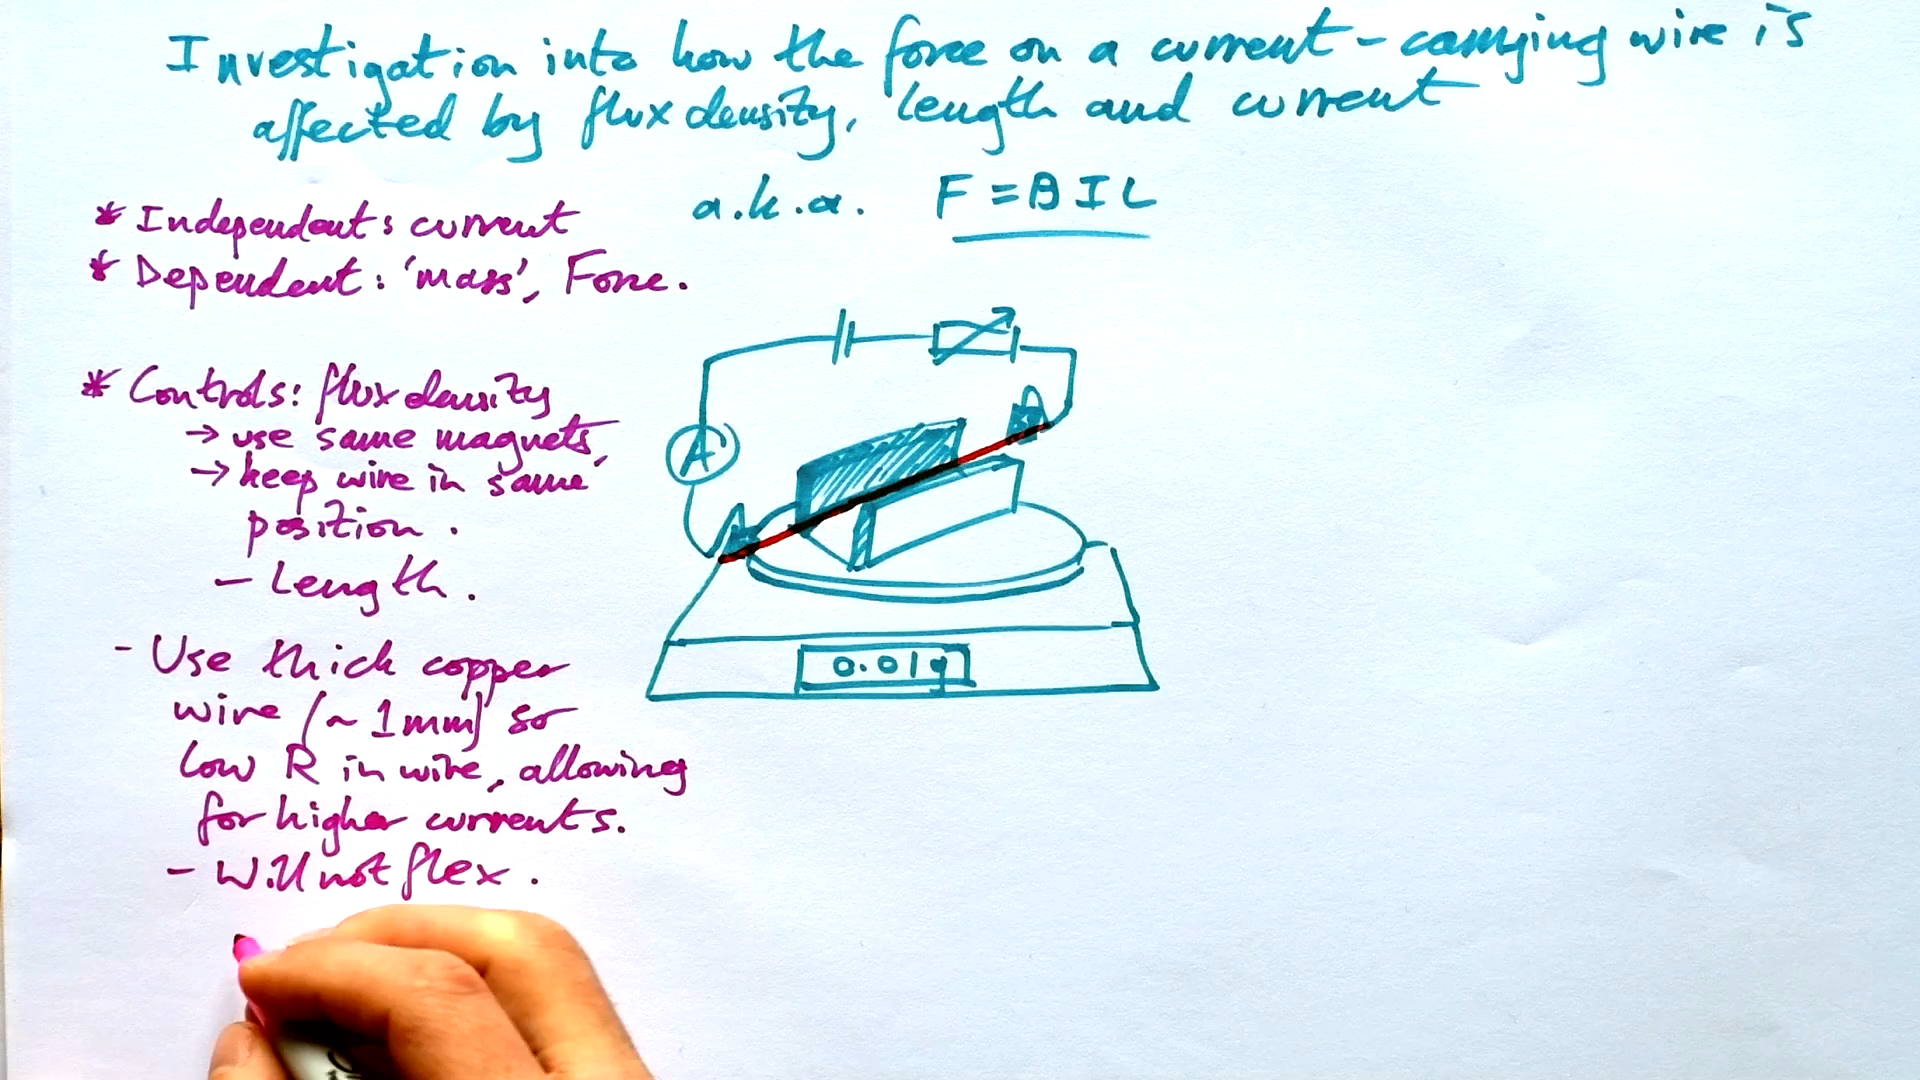 Investigation into how the force on a current-carrying wire is
affected by flux density, length and current
a.k.a. F = B I L
* Independent: current
* Dependent: 'mass', Force.
* Controls: flux density
→ use same magnets,
→ keep wire in same
position.
- Length.
- Use thick copper
wire (~ 1mm) so
low R in wire, allowing
for higher currents.
- Will not flex.
A
0.01g